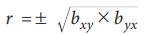 r = ± √(b_xy × b_yx)